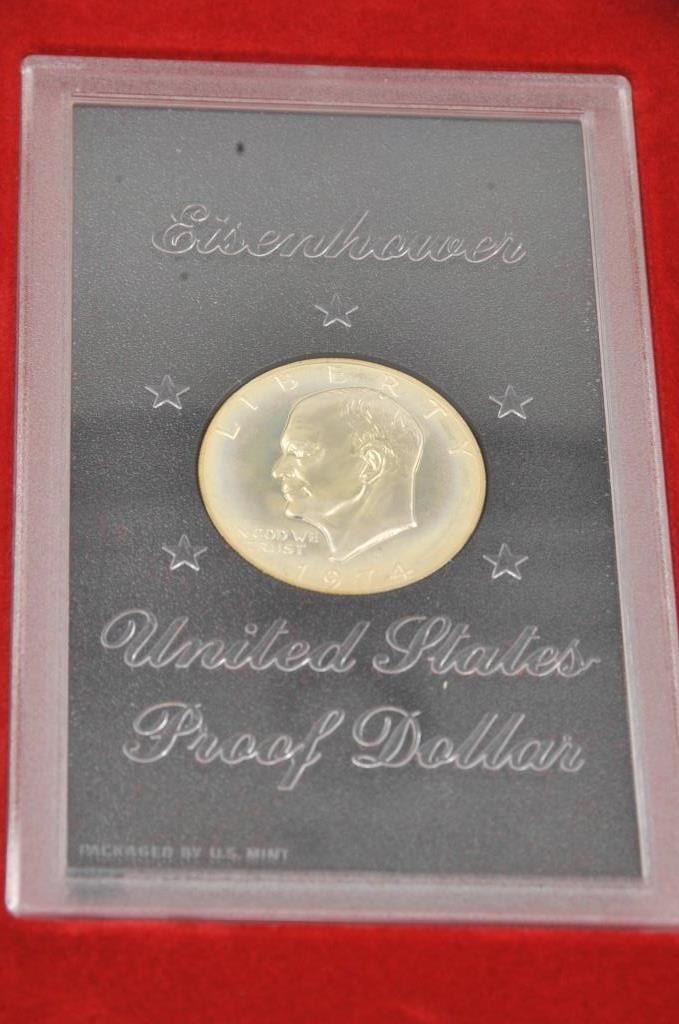 Eisenhower
LIBERTY
IN GOD WE
TRUST
1974
United States
Proof Dollar
PACKAGED BY U.S. MINT